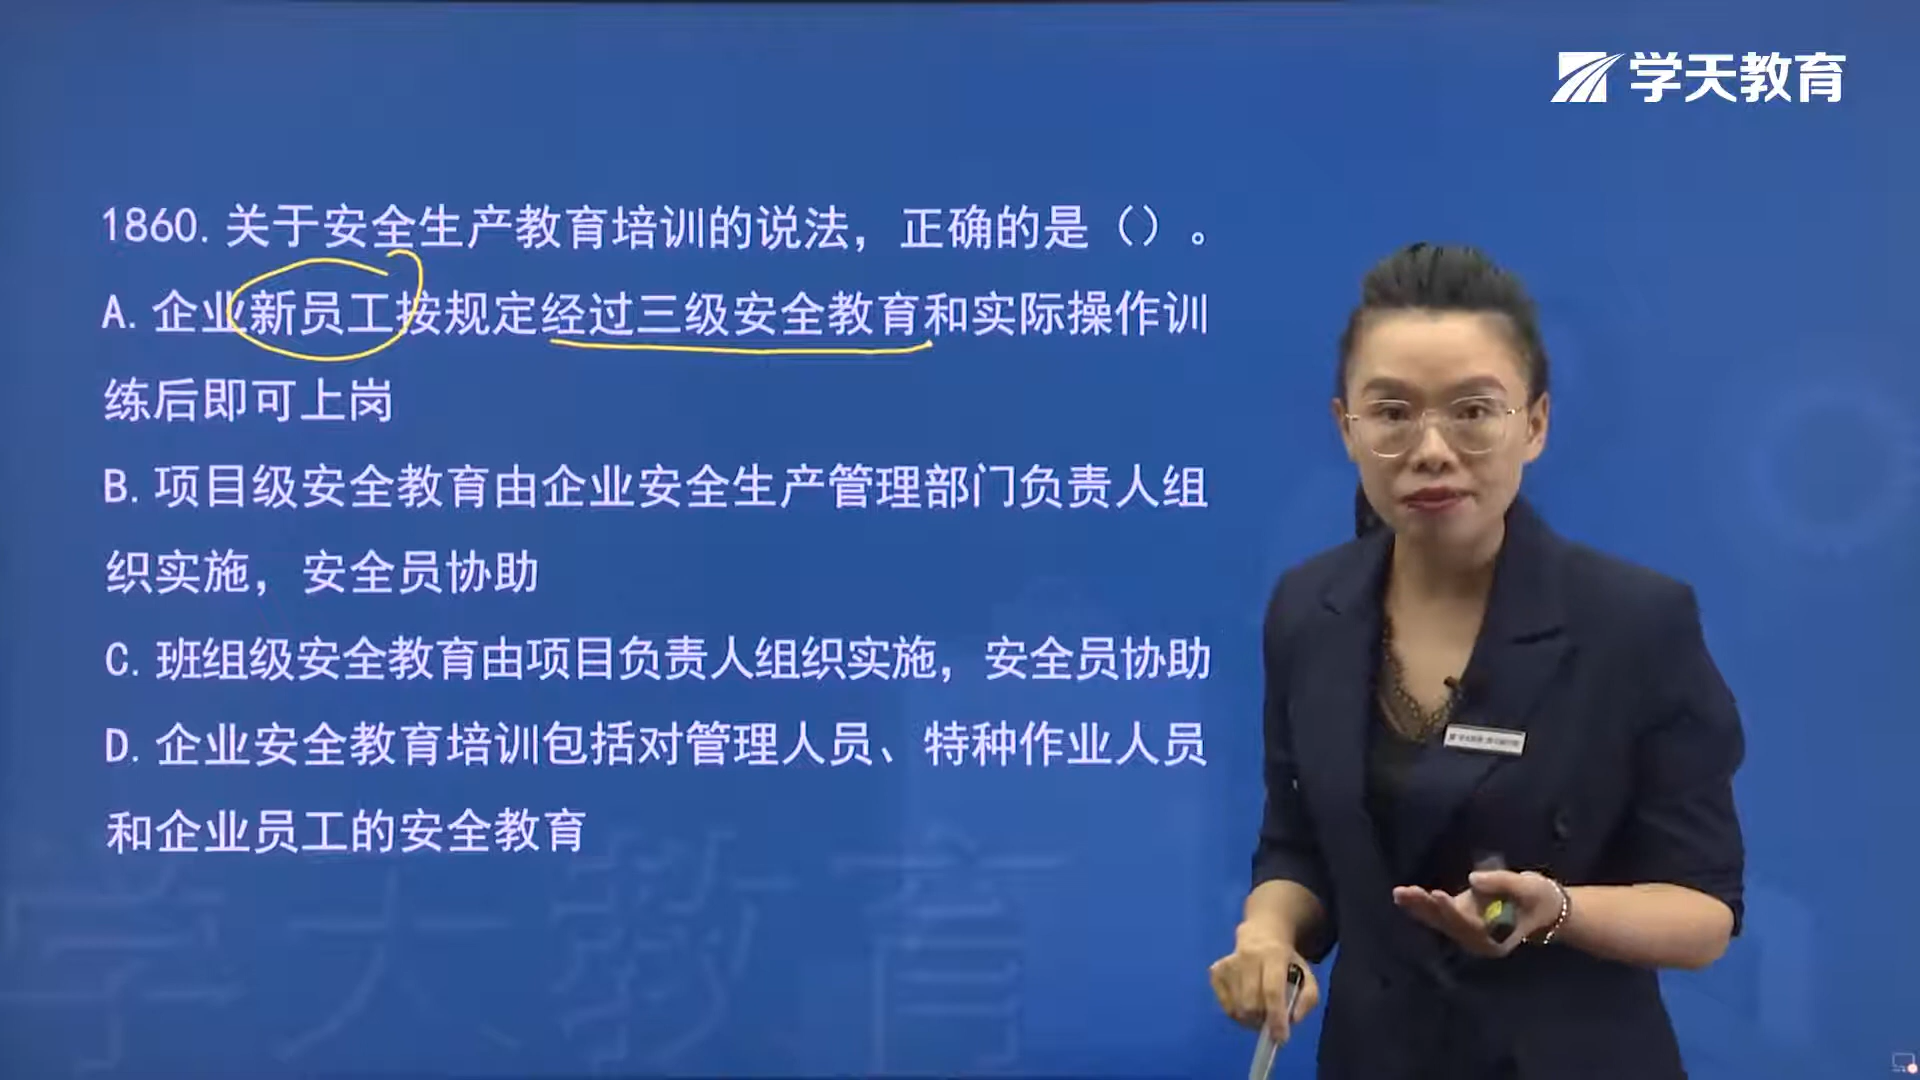 学天教育
1860.关于安全生产教育培训的说法，正确的是（）。
A.企业新员工按规定经过三级安全教育和实际操作训
练后即可上岗
B.项目级安全教育由企业安全生产管理部门负责人组
织实施，安全员协助
C.班组级安全教育由项目负责人组织实施，安全员协助
D.企业安全教育培训包括对管理人员、特种作业人员
和企业员工的安全教育
学天教育